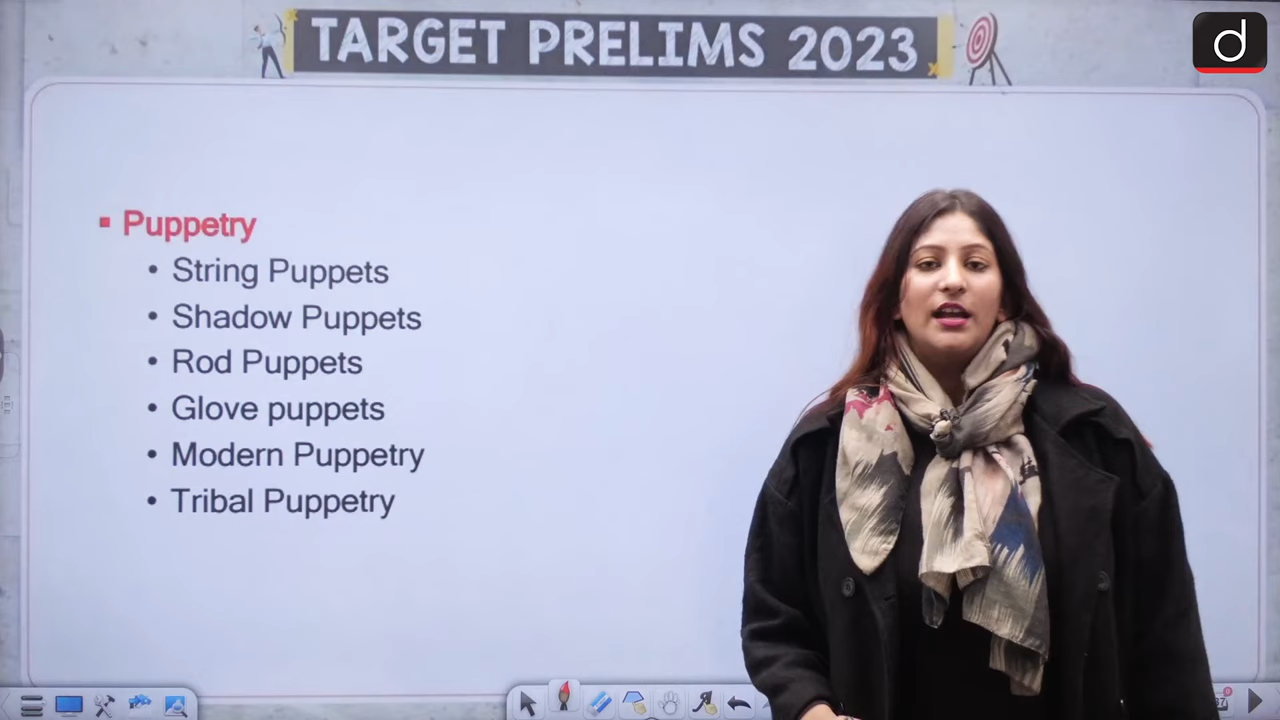 TARGET PRELIMS 2023
d
Puppetry
String Puppets
Shadow Puppets
Rod Puppets
Glove puppets
Modern Puppetry
Tribal Puppetry